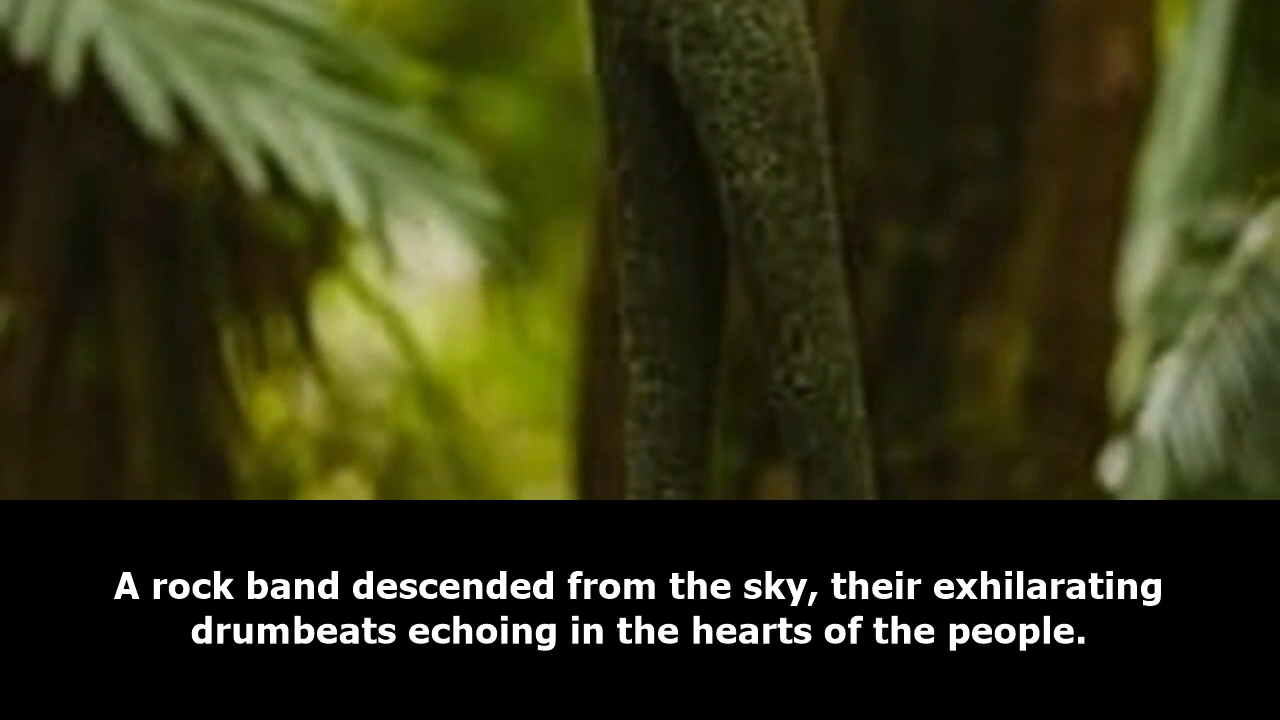 A rock band descended from the sky, their exhilarating
drumbeats echoing in the hearts of the people.